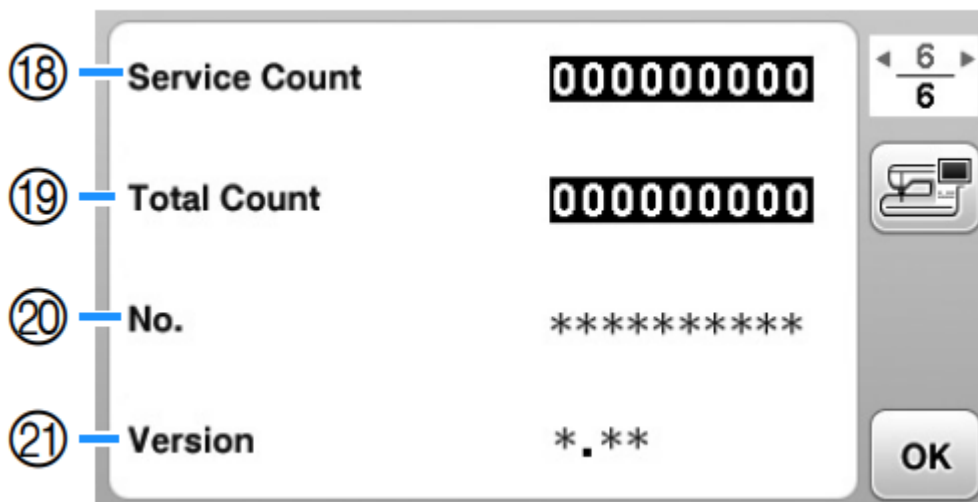 ⑱ Service Count 000000000
6
6
⑲ Total Count 000000000
⑳ No. **********
㉑ Version *.**
OK